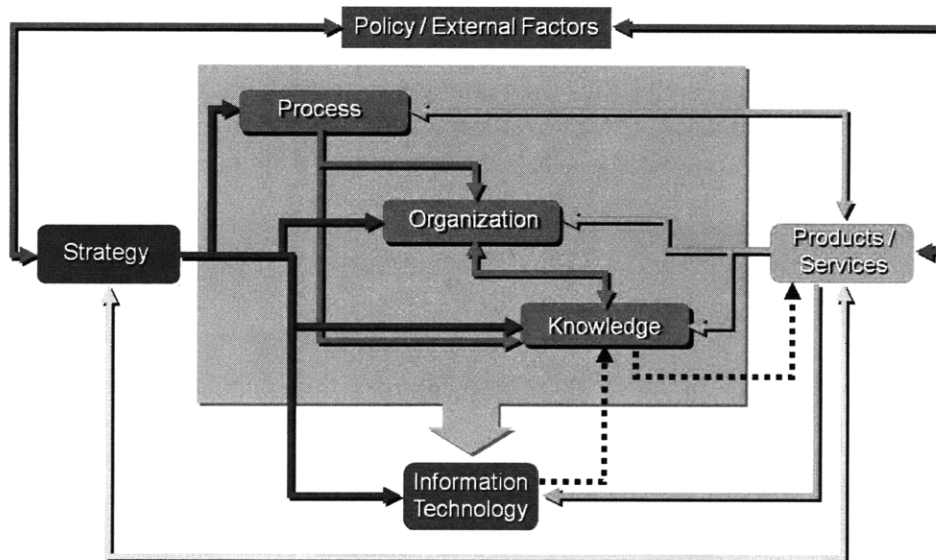 Policy / External Factors
Process
Organization
Strategy
Products /
Services
Knowledge
Information
Technology